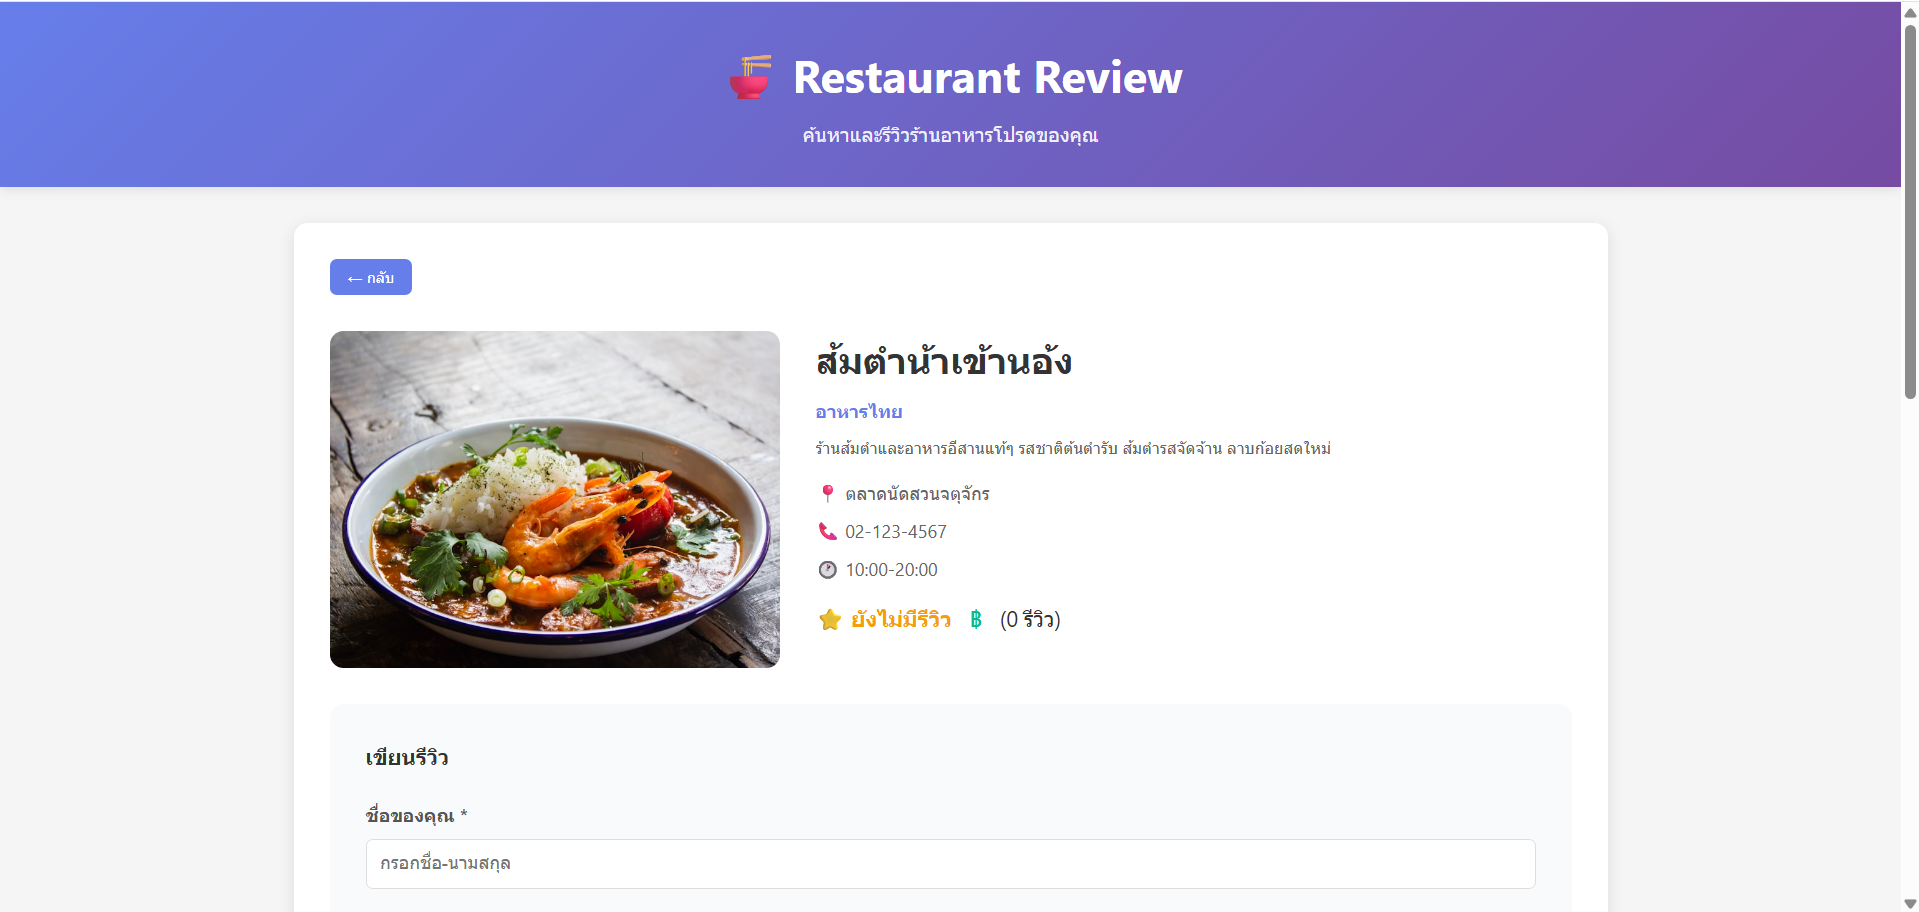 Restaurant Review
ค้นหาและรีวิวร้านอาหารโปรดของคุณ
← กลับ
ส้มตำน้าเข้านอ้ง
อาหารไทย
ร้านส้มตำและอาหารอีสานแท้ๆ รสชาติต้นตำรับ ส้มตำรสจัดจ้าน ลาบก้อยสดใหม่
ตลาดนัดสวนจตุจักร
02-123-4567
10:00-20:00
ยังไม่มีรีวิว ฿ (0 รีวิว)
เขียนรีวิว
ชื่อของคุณ *
กรอกชื่อ-นามสกุล